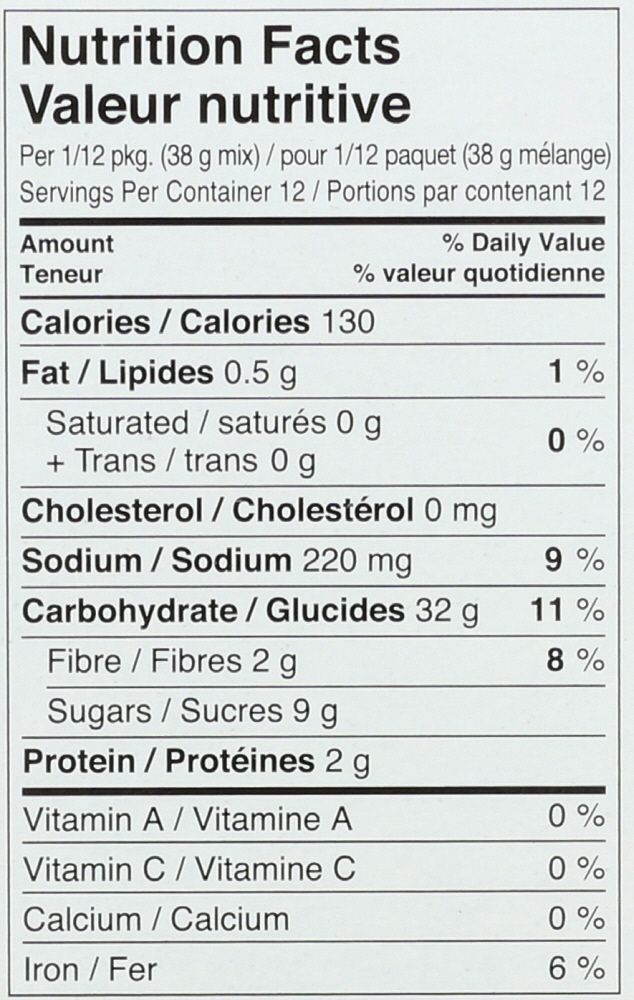 Nutrition Facts
Valeur nutritive
Per 1/12 pkg. (38 g mix) / pour 1/12 paquet (38 g mélange)
Servings Per Container 12 / Portions par contenant 12
Amount % Daily Value
Teneur % valeur quotidienne
Calories / Calories 130
Fat / Lipides 0.5 g 1 %
Saturated / saturés 0 g
+ Trans / trans 0 g 0 %
Cholesterol / Cholestérol 0 mg
Sodium / Sodium 220 mg 9 %
Carbohydrate / Glucides 32 g 11 %
Fibre / Fibres 2 g 8 %
Sugars / Sucres 9 g
Protein / Protéines 2 g
Vitamin A / Vitamine A 0 %
Vitamin C / Vitamine C 0 %
Calcium / Calcium 0 %
Iron / Fer 6 %